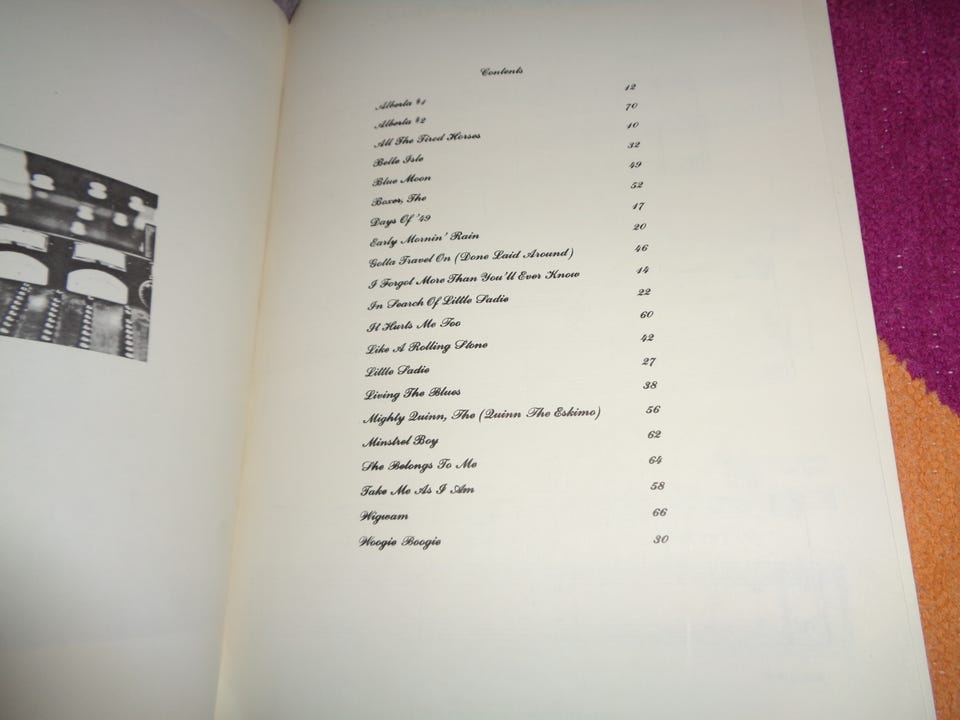 Contents
Alberta #1 12
Alberta #2 70
All The Tired Horses 10
Belle Isle 32
Blue Moon 49
Boxer, The 52
Days Of '49 17
Early Mornin' Rain 20
Gotta Travel On (Done Laid Around) 46
I Forgot More Than You'll Ever Know 14
In Search Of Little Sadie 22
It Hurts Me Too 60
Like A Rolling Stone 42
Little Sadie 27
Living The Blues 38
Mighty Quinn, The (Quinn The Eskimo) 56
Minstrel Boy 62
She Belongs To Me 64
Take Me As I Am 58
Wigwam 66
Woogie Boogie 30